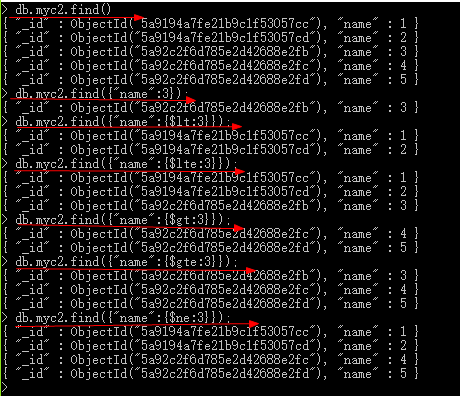 > db.myc2.find()
{ "_id" : ObjectId("5a9194a7fe21b9c1f53057cc"), "name" : 1 }
{ "_id" : ObjectId("5a92c2f6d785e2d42688e2fa"), "name" : 2 }
{ "_id" : ObjectId("5a92c2f6d785e2d42688e2fb"), "name" : 3 }
{ "_id" : ObjectId("5a92c2f6d785e2d42688e2fc"), "name" : 4 }
{ "_id" : ObjectId("5a92c2f6d785e2d42688e2fd"), "name" : 5 }
> db.myc2.find({"name":3})
{ "_id" : ObjectId("5a92c2f6d785e2d42688e2fb"), "name" : 3 }
> db.myc2.find({"name":{$lt:3}});
{ "_id" : ObjectId("5a9194a7fe21b9c1f53057cc"), "name" : 1 }
{ "_id" : ObjectId("5a92c2f6d785e2d42688e2fa"), "name" : 2 }
> db.myc2.find({"name":{$lte:3}});
{ "_id" : ObjectId("5a9194a7fe21b9c1f53057cc"), "name" : 1 }
{ "_id" : ObjectId("5a92c2f6d785e2d42688e2fa"), "name" : 2 }
{ "_id" : ObjectId("5a92c2f6d785e2d42688e2fb"), "name" : 3 }
> db.myc2.find({"name":{$gt:3}});
{ "_id" : ObjectId("5a92c2f6d785e2d42688e2fc"), "name" : 4 }
{ "_id" : ObjectId("5a92c2f6d785e2d42688e2fd"), "name" : 5 }
> db.myc2.find({"name":{$gte:3}});
{ "_id" : ObjectId("5a92c2f6d785e2d42688e2fb"), "name" : 3 }
{ "_id" : ObjectId("5a92c2f6d785e2d42688e2fc"), "name" : 4 }
{ "_id" : ObjectId("5a92c2f6d785e2d42688e2fd"), "name" : 5 }
> db.myc2.find({"name":{$ne:3}});
{ "_id" : ObjectId("5a9194a7fe21b9c1f53057cc"), "name" : 1 }
{ "_id" : ObjectId("5a92c2f6d785e2d42688e2fa"), "name" : 2 }
{ "_id" : ObjectId("5a92c2f6d785e2d42688e2fc"), "name" : 4 }
{ "_id" : ObjectId("5a92c2f6d785e2d42688e2fd"), "name" : 5 }
>